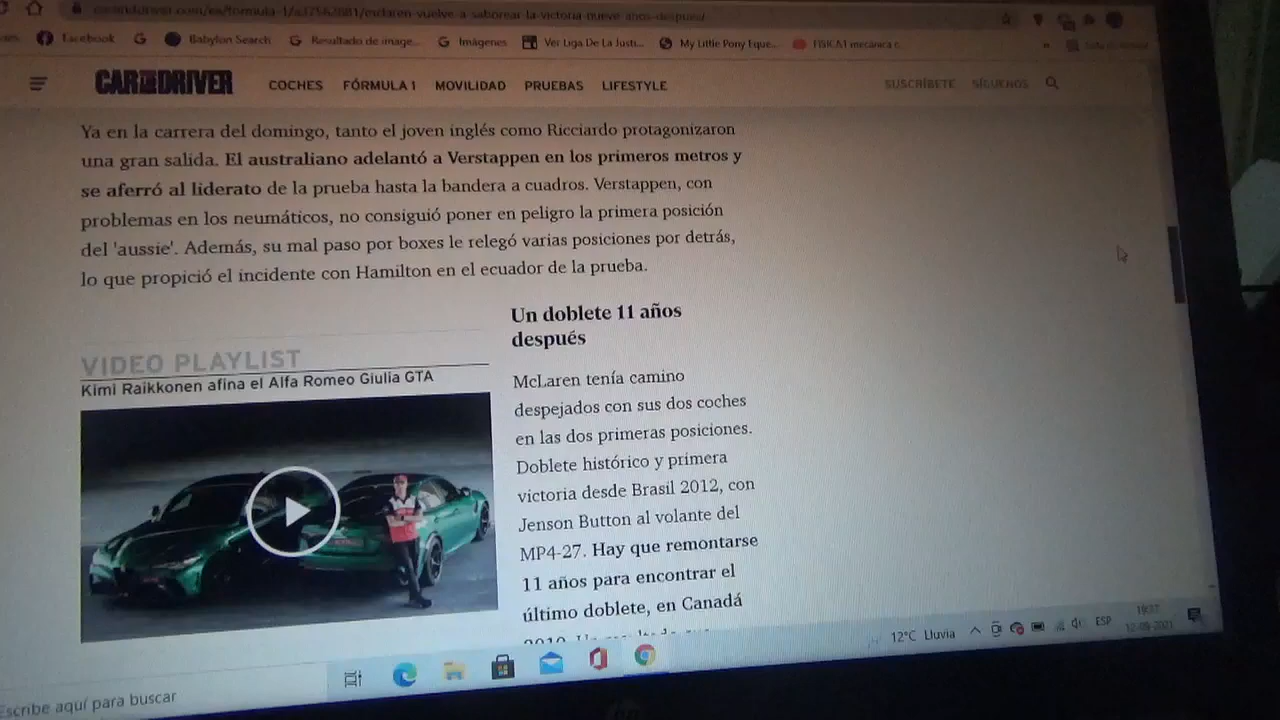 mclaren-vuelve-a-saborear-la-victoria-nueve-anos-despues/
Facebook
Babylon Search
Resultado de image...
Imágenes
Ver Liga De La Justi...
My Little Pony Eque...
CAR AND DRIVER
COCHES FÓRMULA 1 MOVILIDAD PRUEBAS LIFESTYLE
SUSCRÍBETE SÍGUENOS
Ya en la carrera del domingo, tanto el joven inglés como Ricciardo protagonizaron
una gran salida. El australiano adelantó a Verstappen en los primeros metros y
se aferró al liderato de la prueba hasta la bandera a cuadros. Verstappen, con
problemas en los neumáticos, no consiguió poner en peligro la primera posición
del 'aussie'. Además, su mal paso por boxes le relegó varias posiciones por detrás,
lo que propició el incidente con Hamilton en el ecuador de la prueba.
VIDEO PLAYLIST
Kimi Raikkonen afina el Alfa Romeo Giulia GTA
Un doblete 11 años
después
McLaren tenía camino
despejados con sus dos coches
en las dos primeras posiciones.
Doblete histórico y primera
victoria desde Brasil 2012, con
Jenson Button al volante del
MP4-27. Hay que remontarse
11 años para encontrar el
último doblete, en Canadá
12°C Lluvia
ESP
19:37
12-09-2021
Escribe aquí para buscar